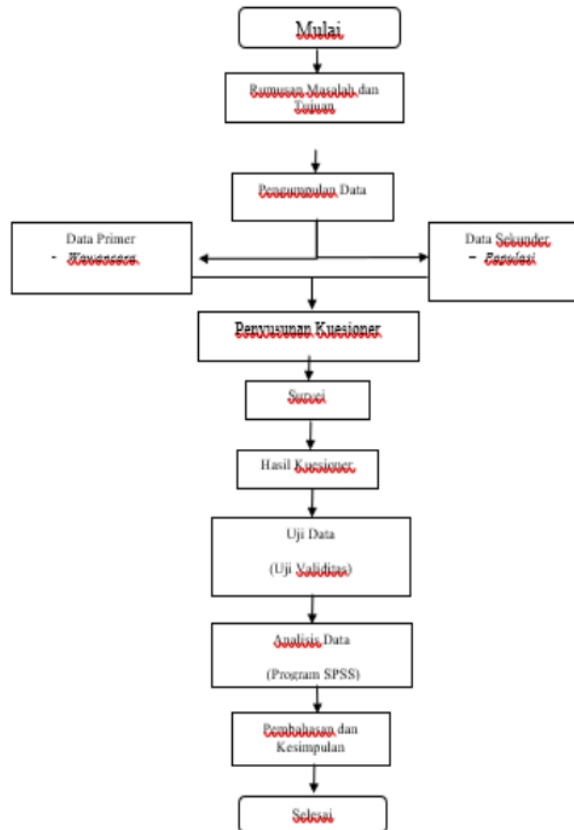 Mulai
Rumusan Masalah dan
Tujuan
Pengumpulan Data
Data Primer
- Wawancara
Data Sekunder
- Populasi
Penyusunan Kuesioner
Survei
Hasil Kuesioner
Uji Data
(Uji Validitas)
Analisis Data
(Program SPSS)
Pembahasan dan
Kesimpulan
Selesai